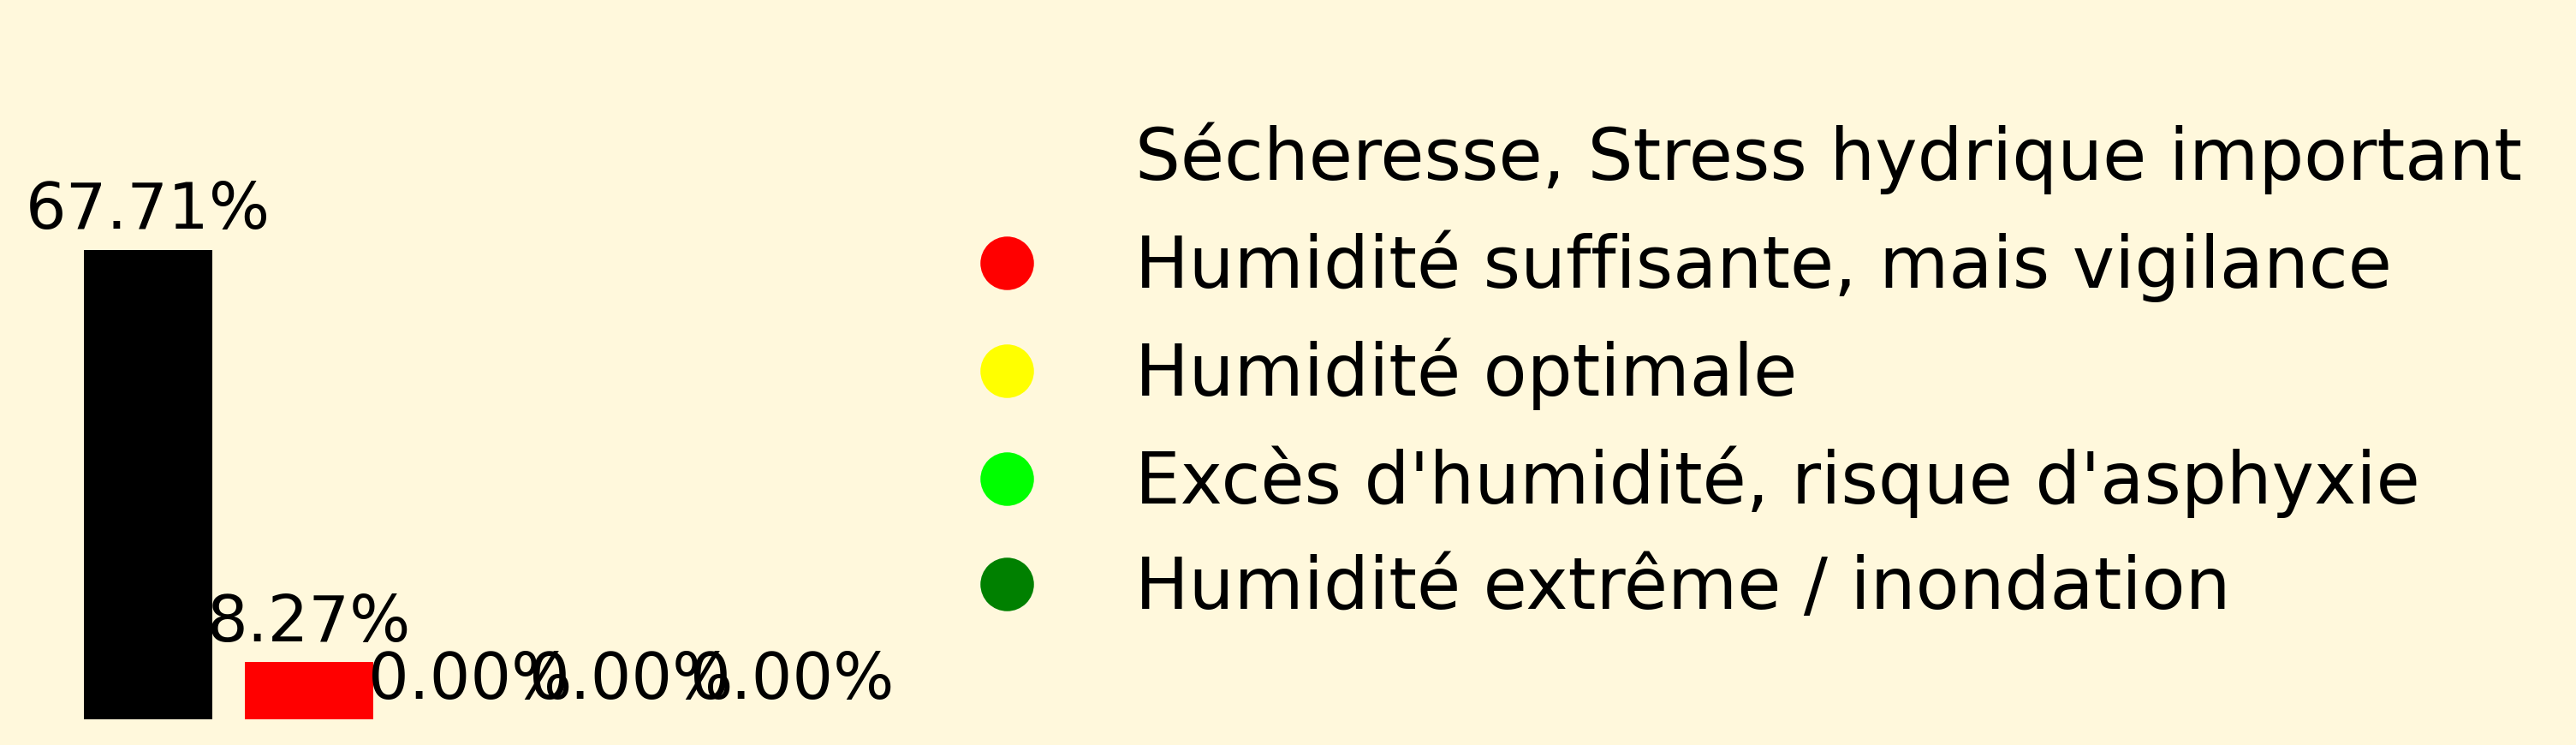 67.71%
8.27%
0.00%
0.00%
0.00%
Sécheresse, Stress hydrique important
Humidité suffisante, mais vigilance
Humidité optimale
Excès d'humidité, risque d'asphyxie
Humidité extrême / inondation